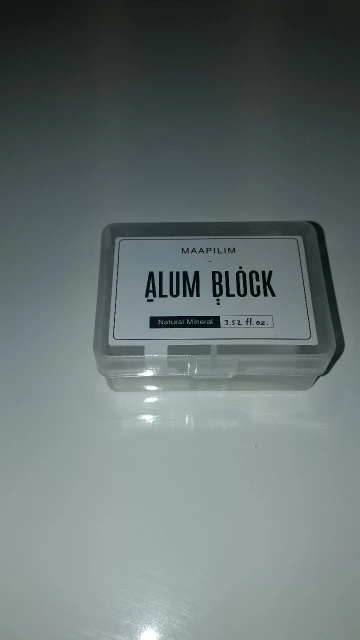 MAAPILIM
-
ALUM BLOCK
Natural Mineral 3.52 fl.oz.